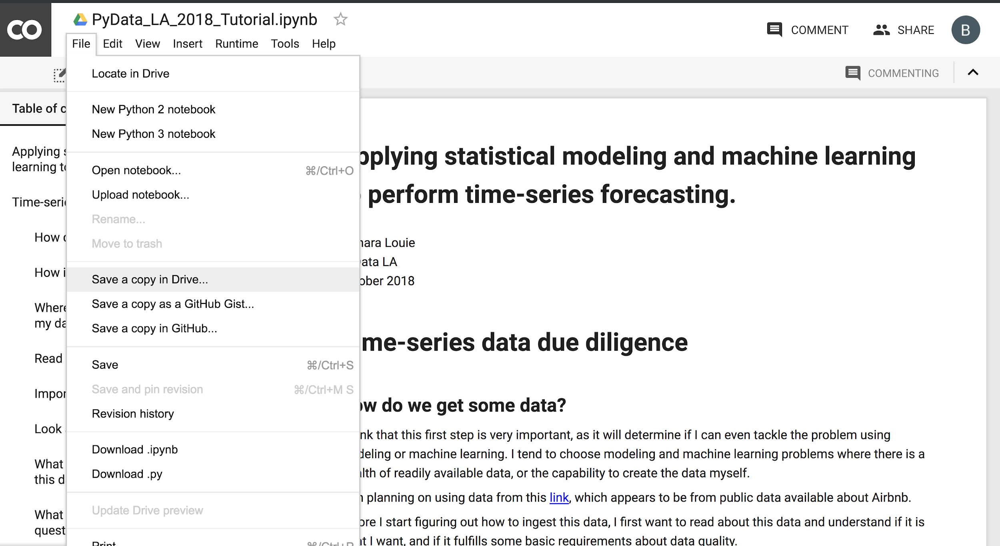 CO
PyData_LA_2018_Tutorial.ipynb
COMMENT
SHARE
B
File Edit View Insert Runtime Tools Help
COMMENTING
Table of c
Applying s
learning to
Time-serie
How
How i
Where
my da
Read
Impor
Look
What
this d
What
quest
Locate in Drive
New Python 2 notebook
New Python 3 notebook
Open notebook... ⌘/Ctrl+O
Upload notebook...
Rename...
Move to trash
Save a copy in Drive...
Save a copy as a GitHub Gist...
Save a copy in GitHub...
Save ⌘/Ctrl+S
Save and pin revision ⌘/Ctrl+M S
Revision history
Download .ipynb
Download .py
Update Drive preview
Print ⌘/Ctrl+P
pplying statistical modeling and machine learning
perform time-series forecasting.
nara Louie
ata LA
ober 2018
me-series data due diligence
ow do we get some data?
nk that this first step is very important, as it will determine if I can even tackle the problem using
deling or machine learning. I tend to choose modeling and machine learning problems where there is a
lth of readily available data, or the capability to create the data myself.
planning on using data from this link, which appears to be from public data available about Airbnb.
ore I start figuring out how to ingest this data, I first want to read about this data and understand if it is
at I want, and if it fulfills some basic requirements about data quality.